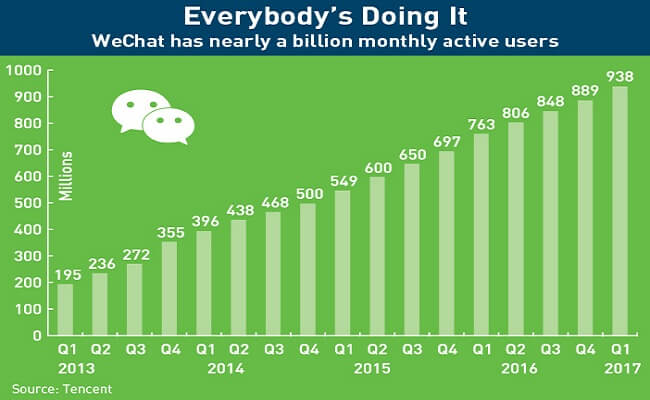 Everybody's Doing It
WeChat has nearly a billion monthly active users
1000
900
800
700
600
500
400
300
200
100
0
Millions
195 236 272 355 396 438 468 500 549 600 650 697 763 806 848 889 938
Q1 Q2 Q3 Q4 Q1 Q2 Q3 Q4 Q1 Q2 Q3 Q4 Q1 Q2 Q3 Q4 Q1
2013 2014 2015 2016 2017
Source: Tencent